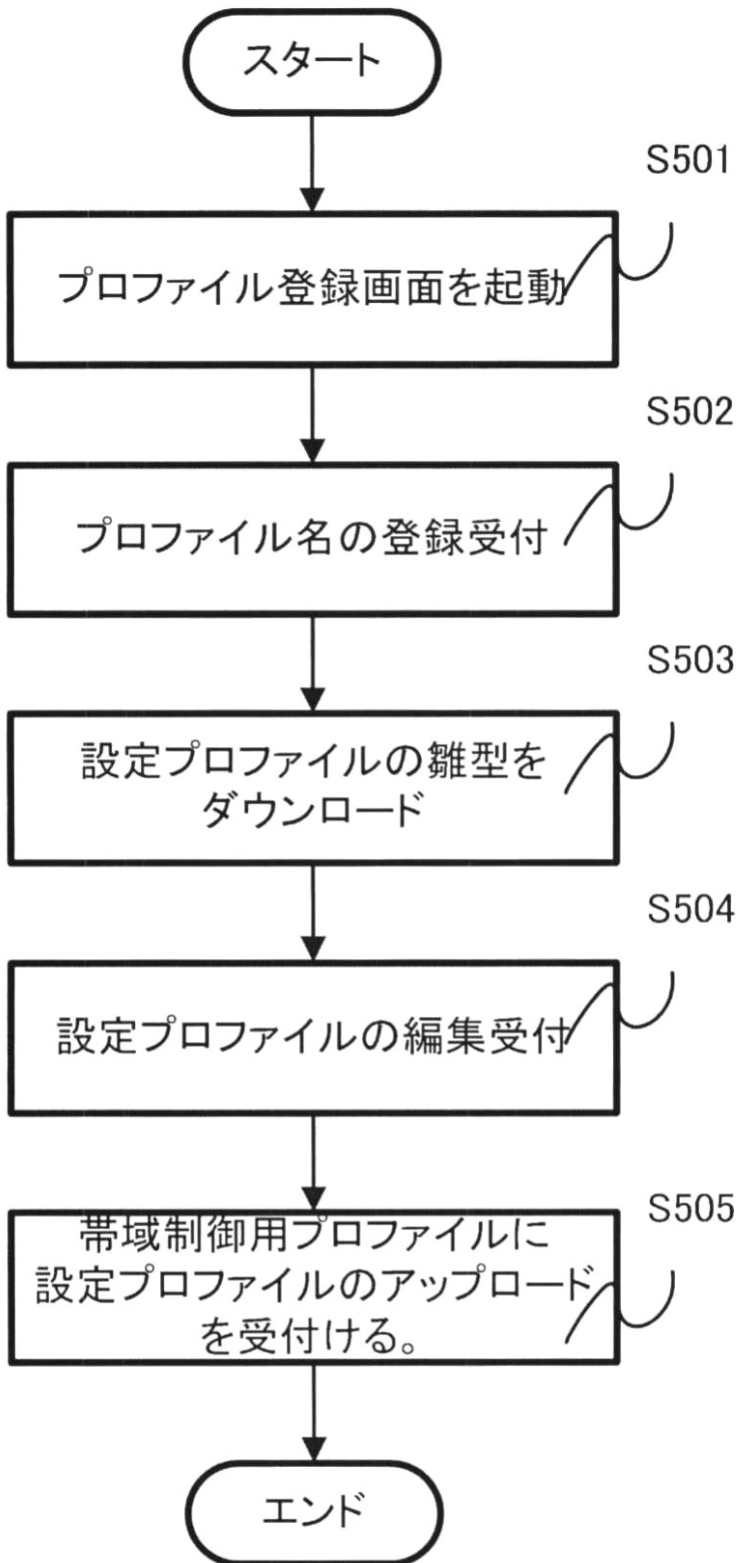 スタート
S501
プロファイル登録画面を起動
S502
プロファイル名の登録受付
S503
設定プロファイルの雛型を
ダウンロード
S504
設定プロファイルの編集受付
S505
帯域制御用プロファイルに
設定プロファイルのアップロード
を受付ける。
エンド